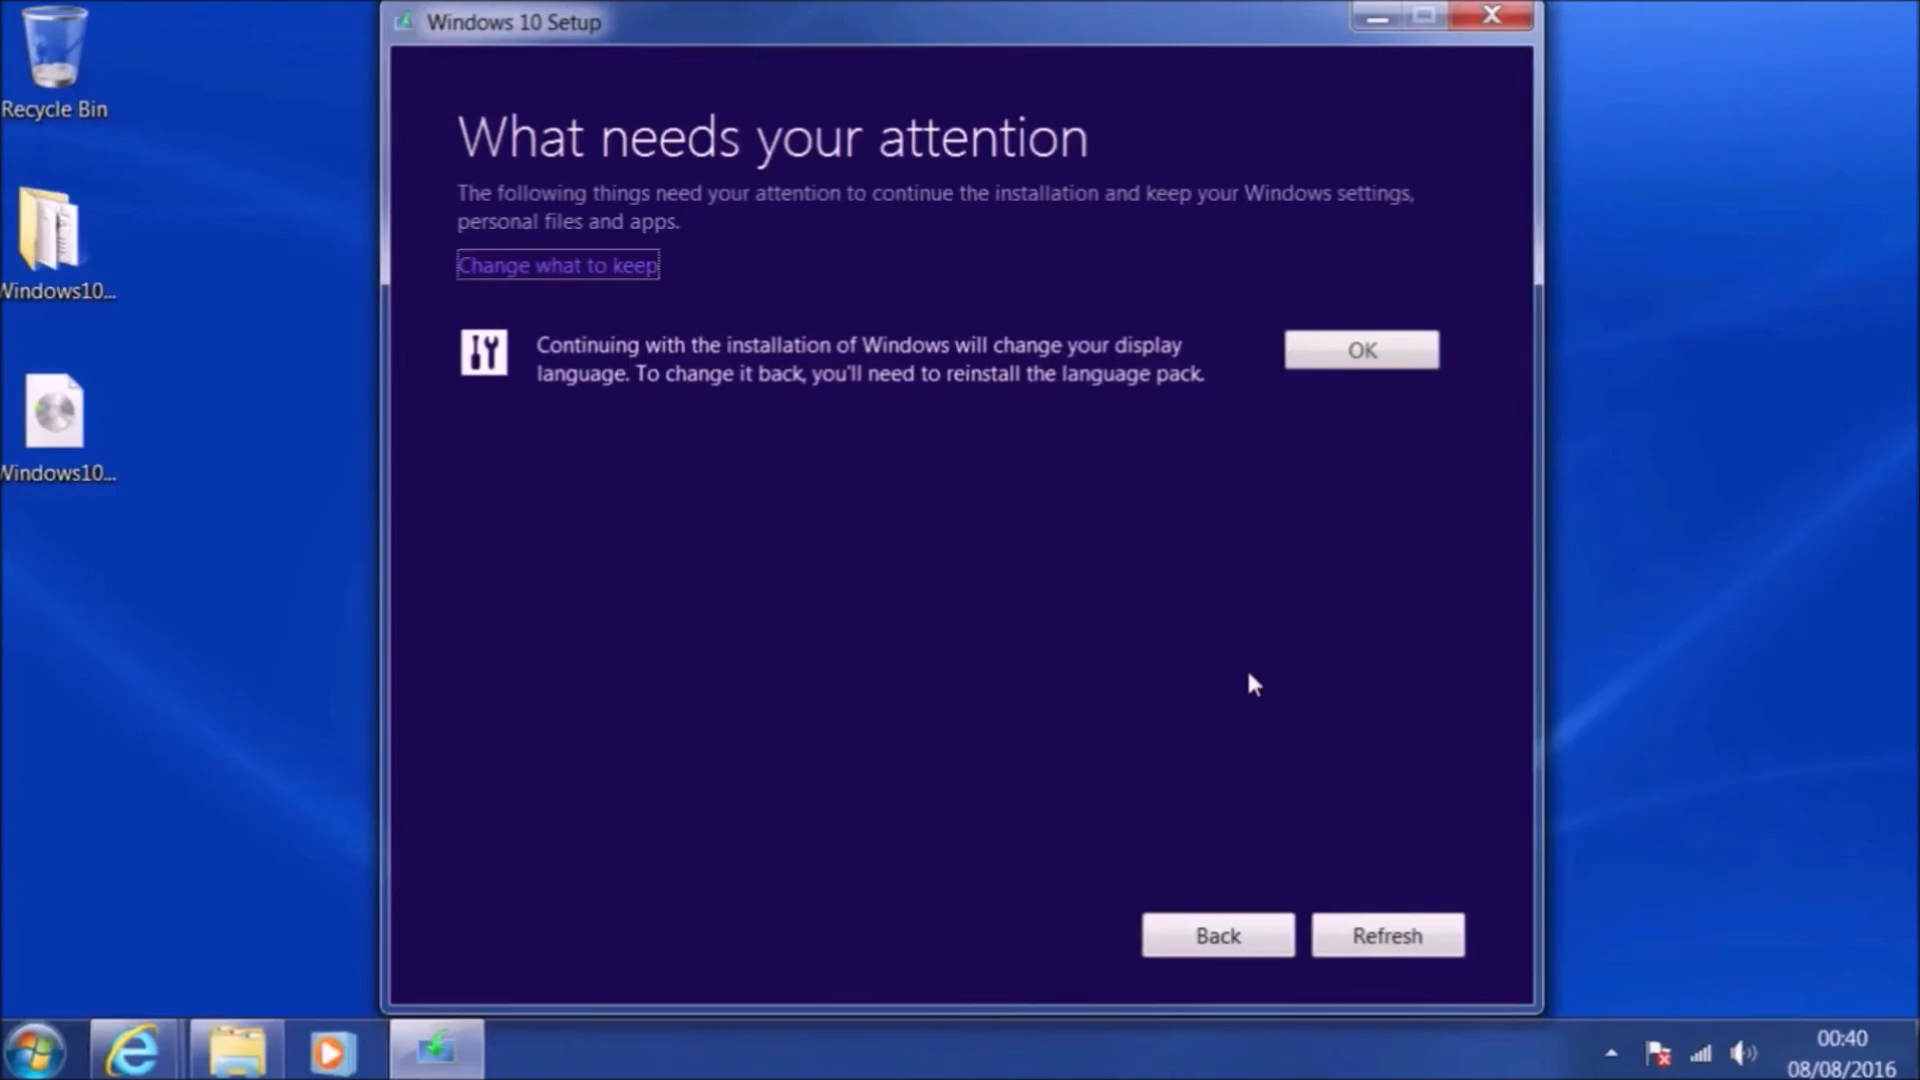 Windows 10 Setup
Recycle Bin
Windows10...
Windows10...
What needs your attention
The following things need your attention to continue the installation and keep your Windows settings,
personal files and apps.
Change what to keep
Continuing with the installation of Windows will change your display
language. To change it back, you'll need to reinstall the language pack.
OK
Back
Refresh
00:40
08/08/2016